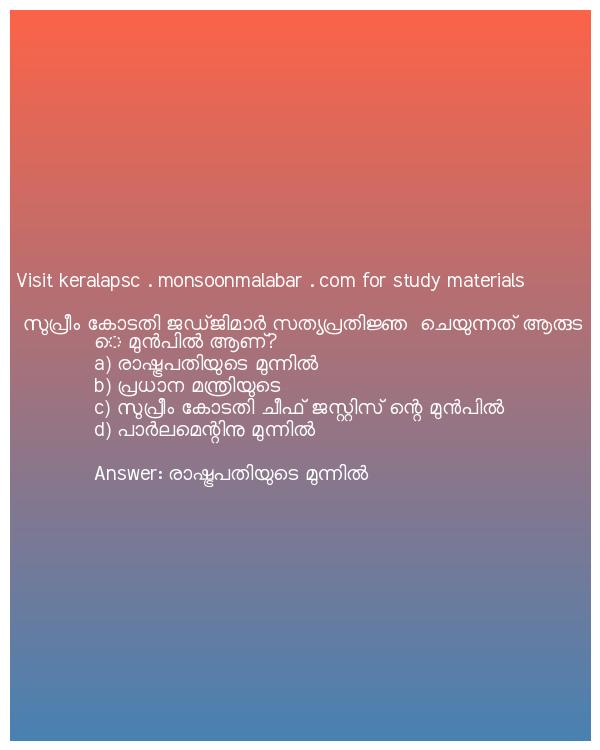 Visit keralapsc . monsoonmalabar . com for study materials
സുപ്രീം കോടതി ജഡ്ജിമാർ സത്യപ്രതിജ്ഞ  ചെയുന്നത് ആരുട
െ മുൻപിൽ ആണ്?
a) രാഷ്ട്രപതിയുടെ മുന്നിൽ
b) പ്രധാന മന്ത്രിയുടെ
c) സുപ്രീം കോടതി ചീഫ് ജസ്റ്റിസ് ന്റെ മുൻപിൽ
d) പാർലമെന്റിനു മുന്നിൽ
Answer: രാഷ്ട്രപതിയുടെ മുന്നിൽ